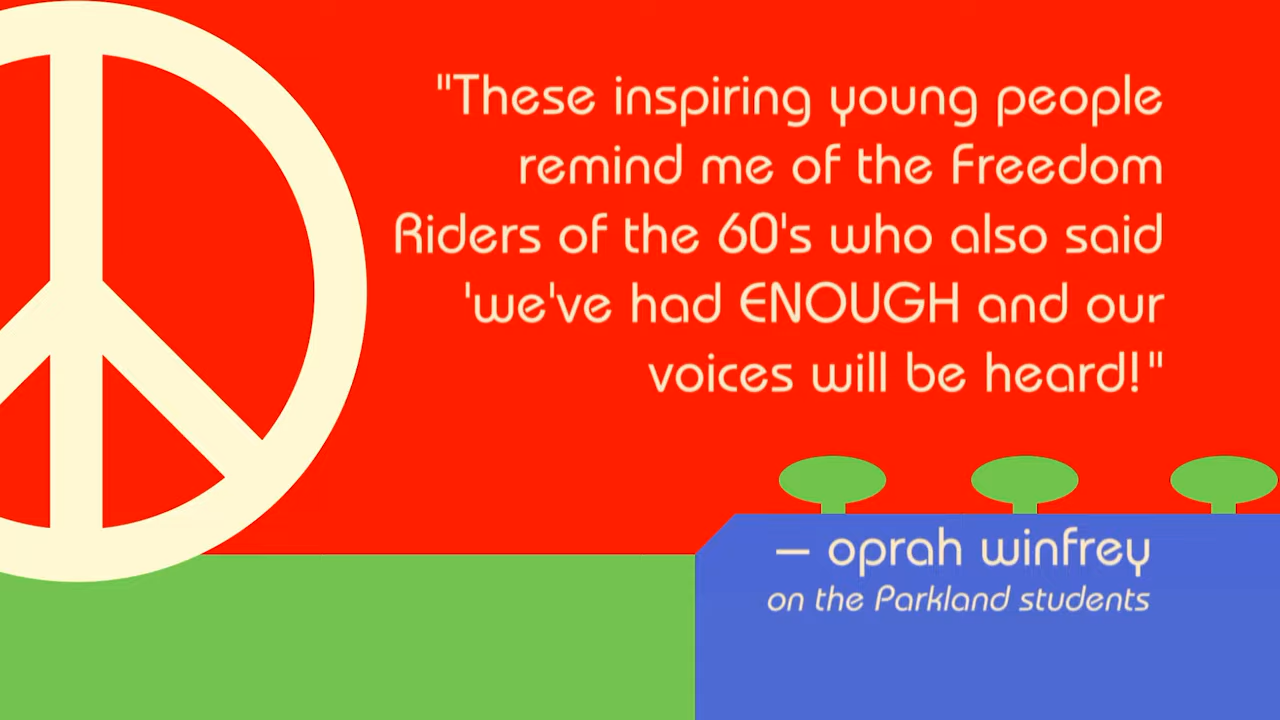 "These inspiring young people
remind me of the Freedom
Riders of the 60's who also said
'we've had ENOUGH and our
voices will be heard!"
— oprah winfrey
on the Parkland students